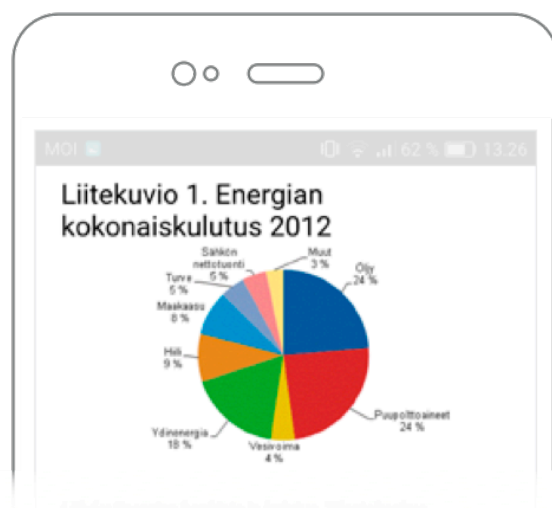 MOI 62 % 13.26
Liitekuvio 1. Energian
kokonaiskulutus 2012
Sähkön
nettotuonti
5 %
Muut
3 %
Öljy
24 %
Turve
5 %
Maakaasu
8 %
Hiili
9 %
Puupolttoaineet
24 %
Ydinenergia
18 %
Vesivoima
4 %